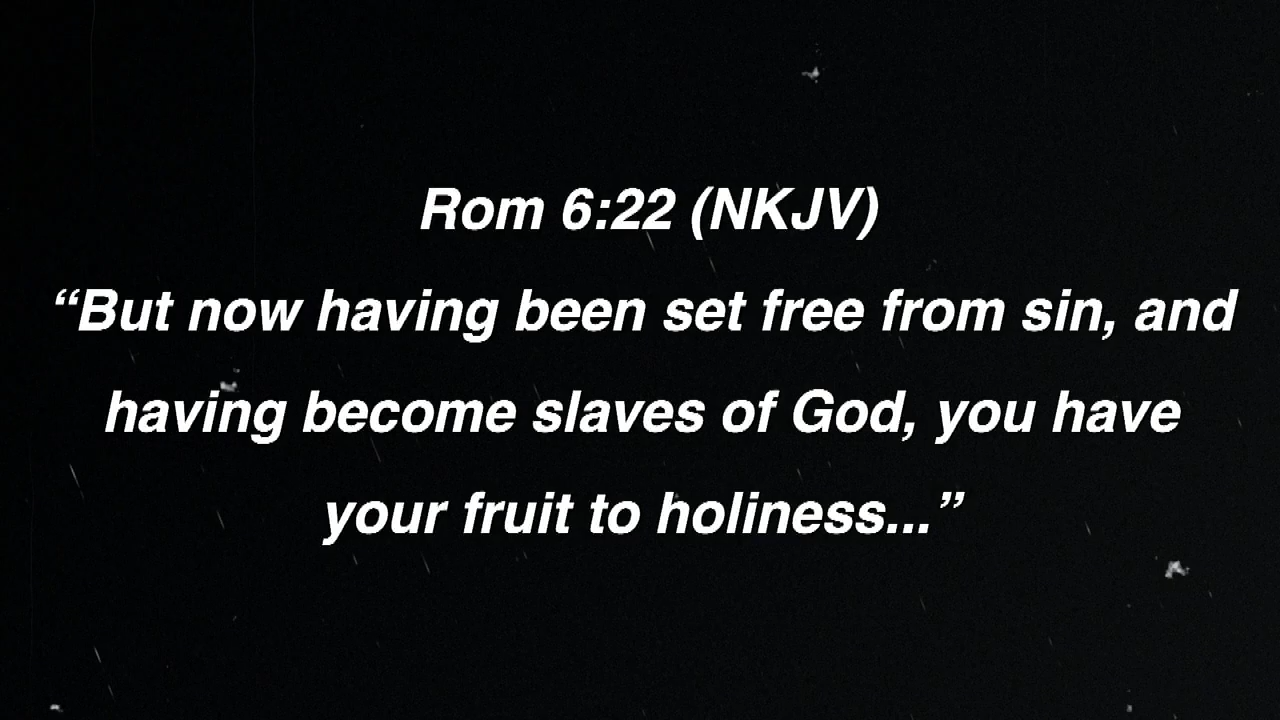 Rom 6:22 (NKJV)
“But now having been set free from sin, and
having become slaves of God, you have
your fruit to holiness...”